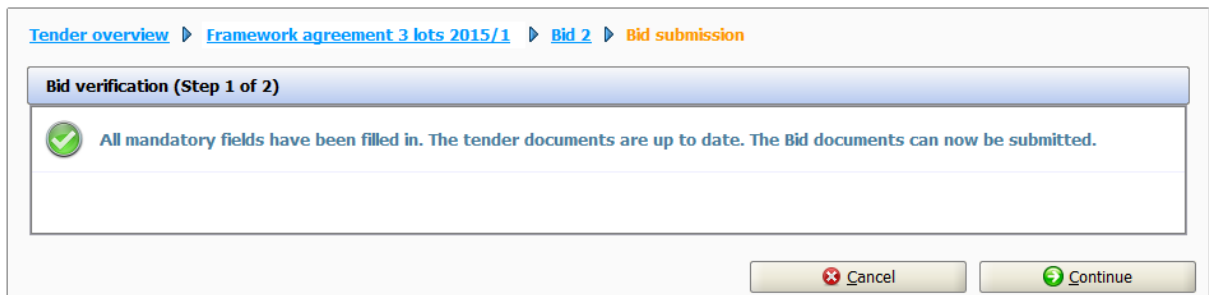 Tender overview Framework agreement 3 lots 2015/1 Bid 2 Bid submission
Bid verification (Step 1 of 2)
All mandatory fields have been filled in. The tender documents are up to date. The Bid documents can now be submitted.
Cancel Continue